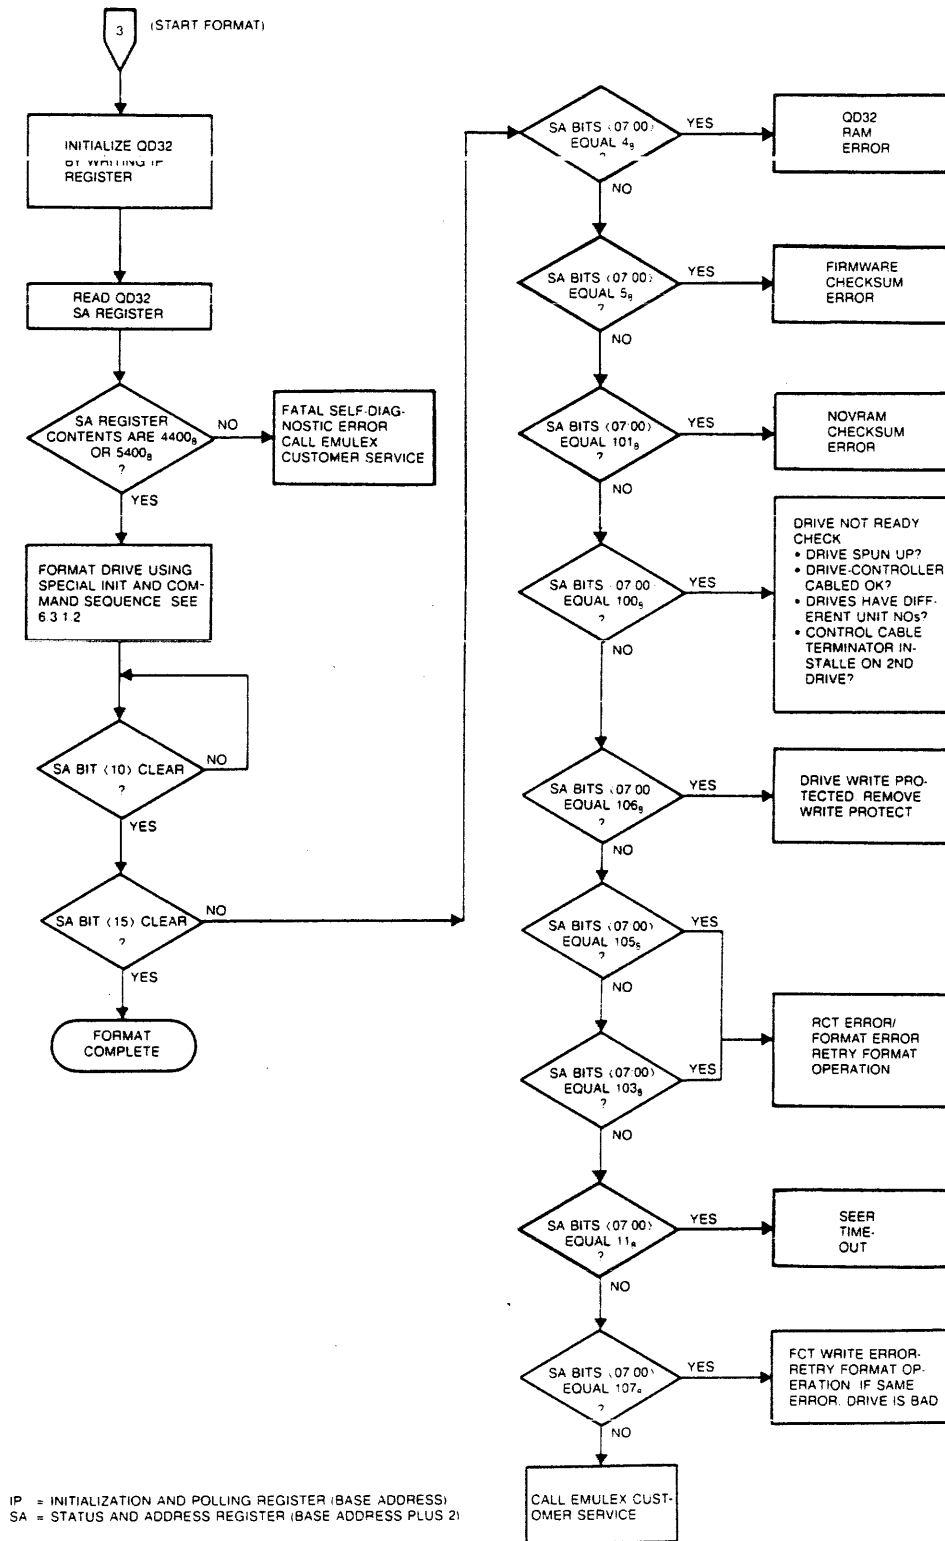 3
(START FORMAT)
INITIALIZE QD32
BY WRITING IP
REGISTER
READ QD32
SA REGISTER
SA REGISTER
CONTENTS ARE 4400₈
OR 5400₈
?
NO
FATAL SELF-DIAG-
NOSTIC ERROR
CALL EMULEX
CUSTOMER SERVICE
YES
FORMAT DRIVE USING
SPECIAL INIT AND COM-
MAND SEQUENCE SEE
6.3.1.2
SA BIT ⟨10⟩ CLEAR
?
NO
YES
SA BIT ⟨15⟩ CLEAR
?
NO
YES
FORMAT
COMPLETE
SA BITS ⟨07:00⟩
EQUAL 4₈
?
YES
QD32
RAM
ERROR
NO
SA BITS ⟨07:00⟩
EQUAL 5₈
?
YES
FIRMWARE
CHECKSUM
ERROR
NO
SA BITS ⟨07:00⟩
EQUAL 101₈
?
YES
NOVRAM
CHECKSUM
ERROR
NO
SA BITS ⟨07:00⟩
EQUAL 100₈
?
YES
DRIVE NOT READY
CHECK
• DRIVE SPUN UP?
• DRIVE-CONTROLLER
CABLED OK?
• DRIVES HAVE DIFF-
ERENT UNIT NOs?
• CONTROL CABLE
TERMINATOR IN-
STALLE ON 2ND
DRIVE?
NO
SA BITS ⟨07:00
EQUAL 106₈
?
YES
DRIVE WRITE PRO-
TECTED. REMOVE
WRITE PROTECT
NO
SA BITS ⟨07:00⟩
EQUAL 105₈
?
YES
NO
SA BITS ⟨07:00⟩
EQUAL 103₈
?
YES
RCT ERROR/
FORMAT ERROR
RETRY FORMAT
OPERATION
NO
SA BITS ⟨07:00⟩
EQUAL 11₈
?
YES
SEER
TIME-
OUT
NO
SA BITS ⟨07:00⟩
EQUAL 107₈
?
YES
FCT WRITE ERROR-
RETRY FORMAT OP-
ERATION. IF SAME
ERROR, DRIVE IS BAD
NO
CALL EMULEX CUST-
OMER SERVICE
IP = INITIALIZATION AND POLLING REGISTER (BASE ADDRESS)
SA = STATUS AND ADDRESS REGISTER (BASE ADDRESS PLUS 2)